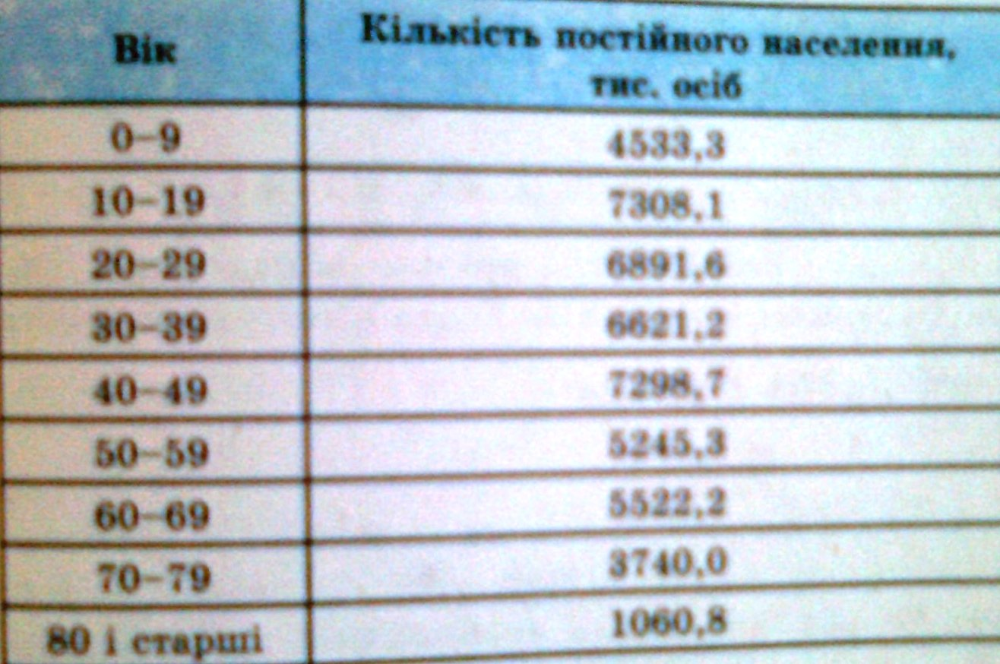 Вік
Кількість постійного населення,
тис. осіб
0–9 4533,3
10–19 7308,1
20–29 6891,6
30–39 6621,2
40–49 7298,7
50–59 5245,3
60–69 5522,2
70–79 3740,0
80 і старші 1060,8